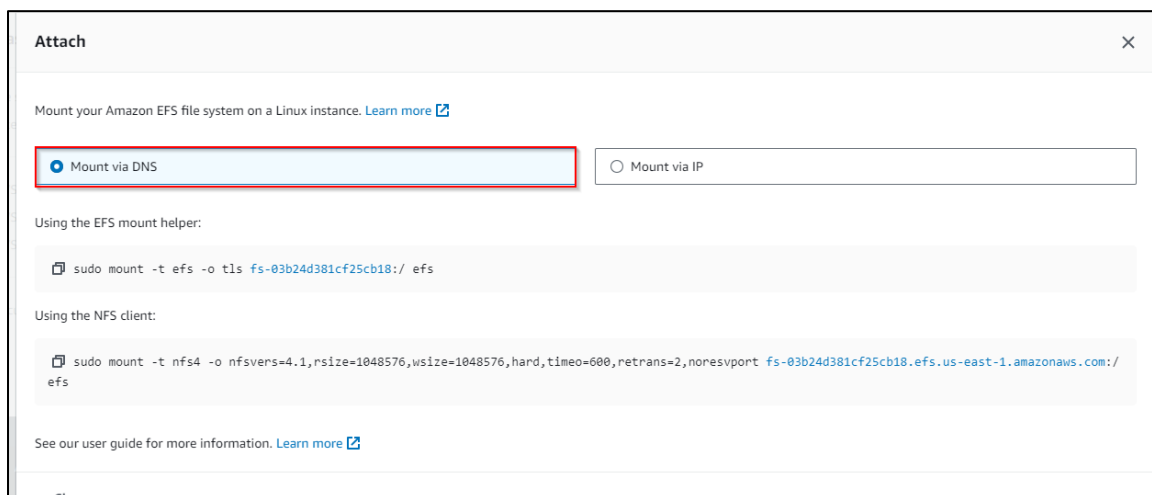 Attach
Mount your Amazon EFS file system on a Linux instance. Learn more
Mount via DNS
Mount via IP
Using the EFS mount helper:
sudo mount -t efs -o tls fs-03b24d381cf25cb18:/ efs
Using the NFS client:
sudo mount -t nfs4 -o nfsvers=4.1,rsize=1048576,wsize=1048576,hard,timeo=600,retrans=2,noresvport fs-03b24d381cf25cb18.efs.us-east-1.amazonaws.com:/
efs
See our user guide for more information. Learn more